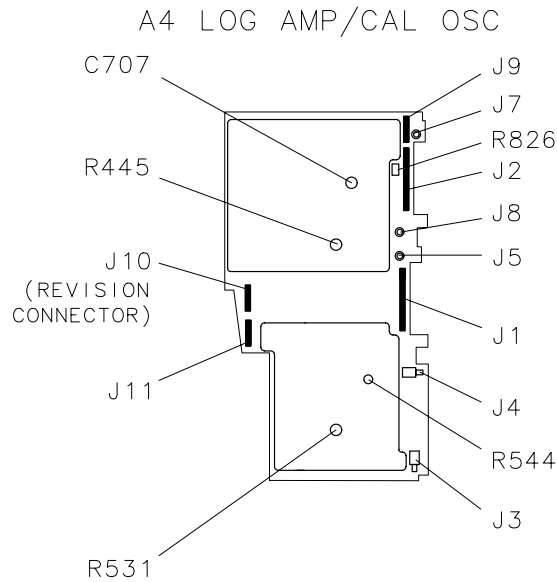 A4 LOG AMP/CAL OSC
C707
J9
J7
R826
R445
J2
J8
J10
(REVISION
CONNECTOR)
J5
J1
J11
J4
R544
J3
R531